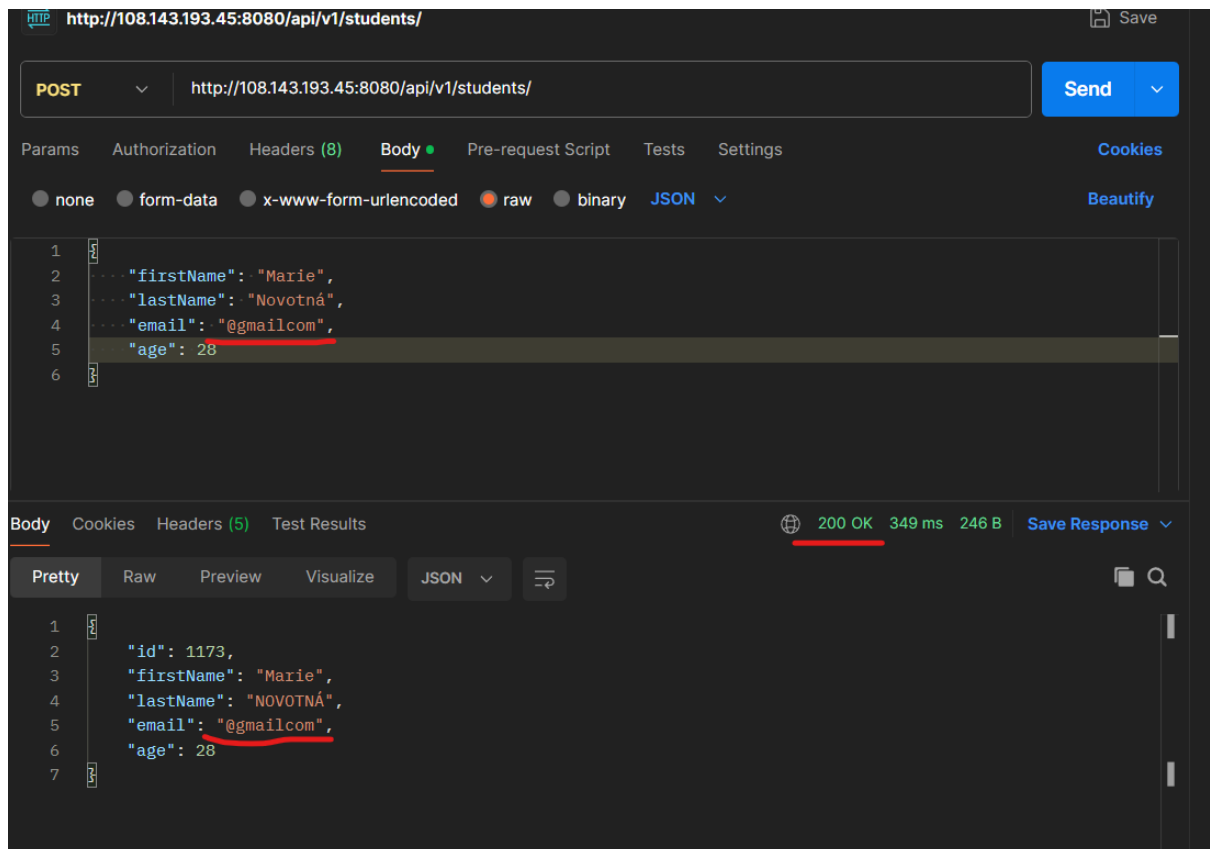 HTTP http://108.143.193.45:8080/api/v1/students/ Save
POST http://108.143.193.45:8080/api/v1/students/ Send
Params Authorization Headers (8) Body Pre-request Script Tests Settings Cookies
none form-data x-www-form-urlencoded raw binary JSON Beautify
1 {
2 "firstName": "Marie",
3 "lastName": "Novotná",
4 "email": "@gmailcom",
5 "age": 28
6 }
Body Cookies Headers (5) Test Results 200 OK 349 ms 246 B Save Response
Pretty Raw Preview Visualize JSON
1 {
2 "id": 1173,
3 "firstName": "Marie",
4 "lastName": "NOVOTNÁ",
5 "email": "@gmailcom",
6 "age": 28
7 }